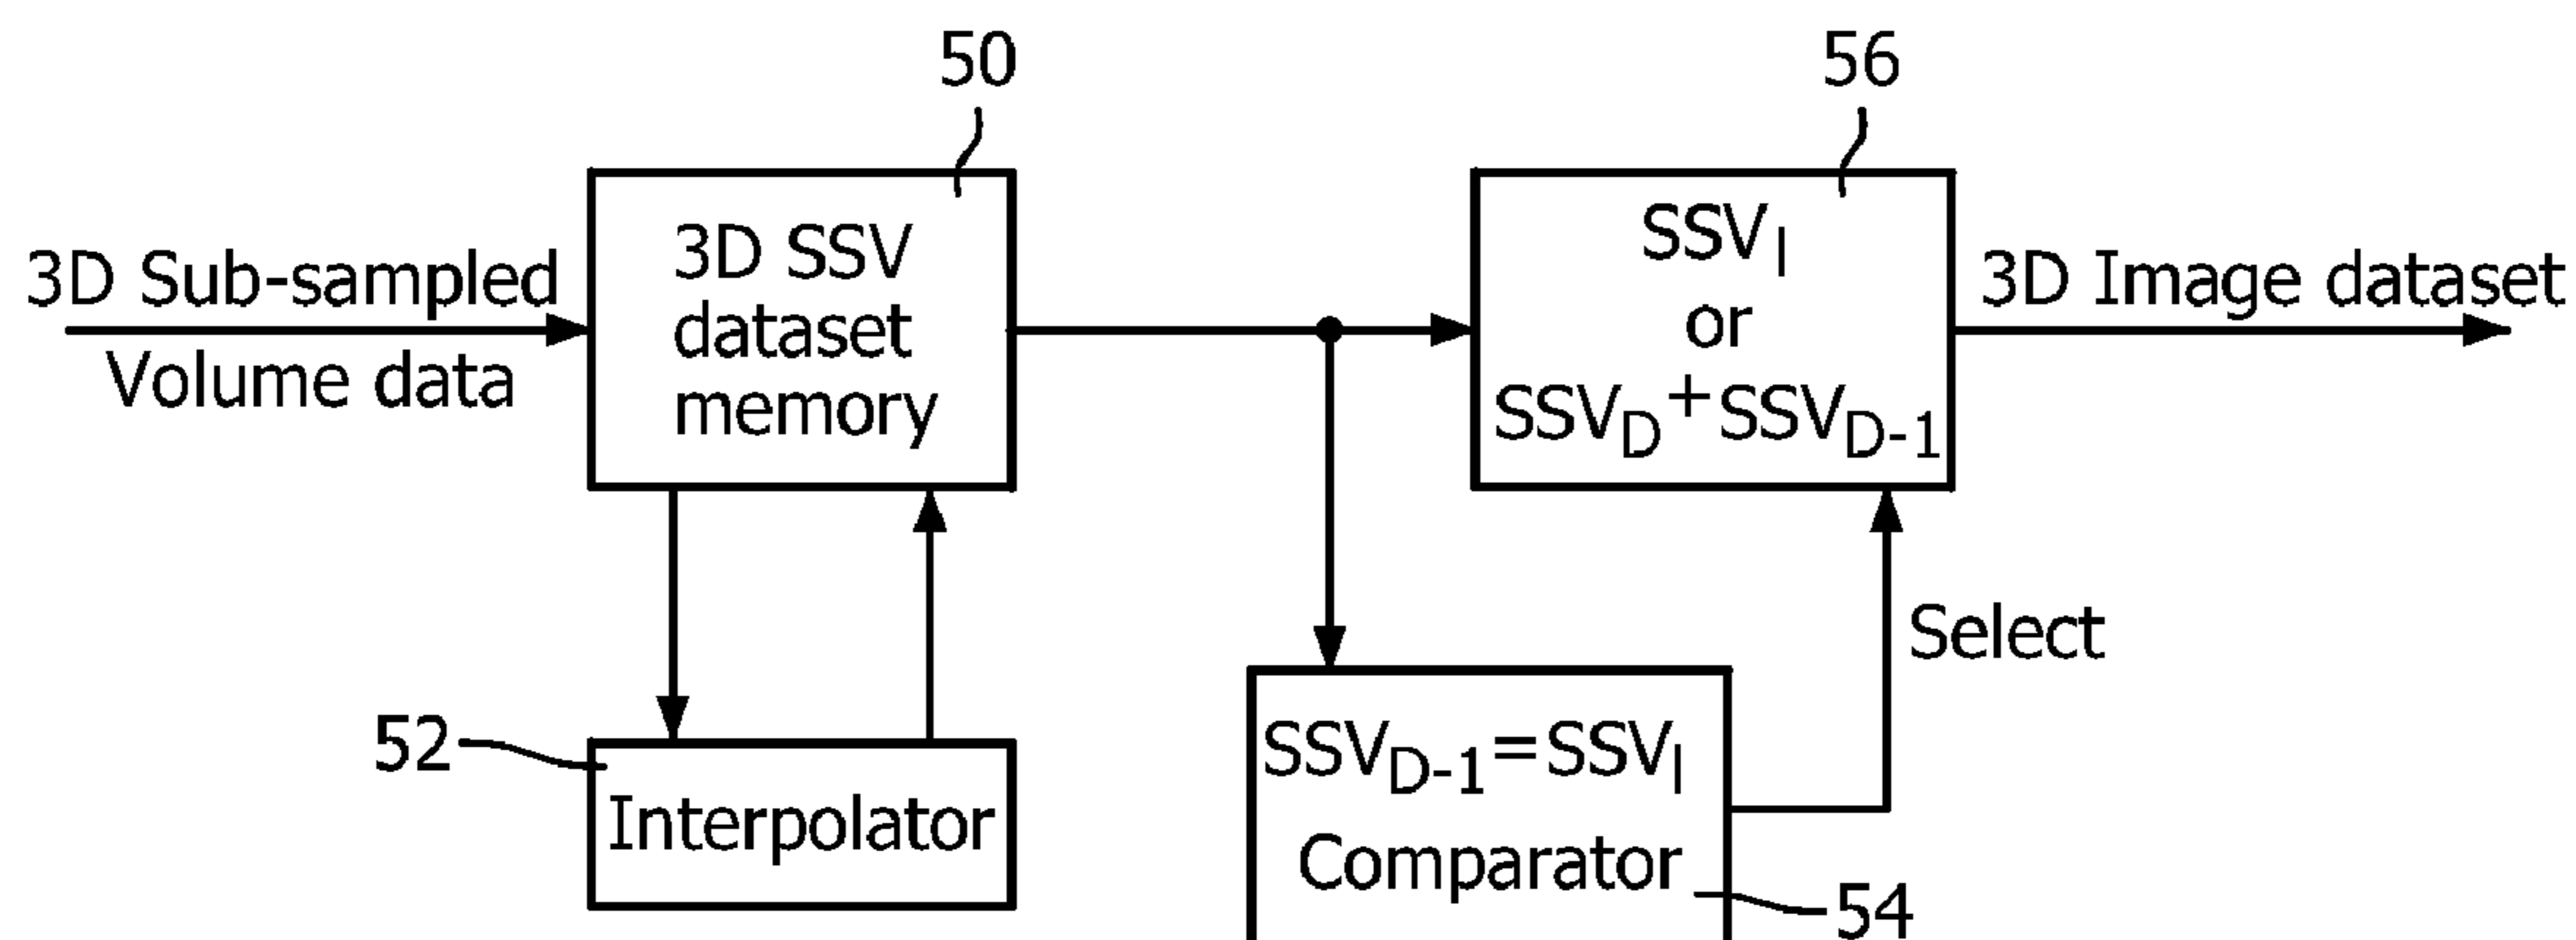 50
56
3D Sub-sampled
Volume data
3D SSV
dataset
memory
SSV_I
or
SSV_D+SSV_D-1
3D Image dataset
Select
52
Interpolator
SSV_D-1=SSV_I
Comparator
54